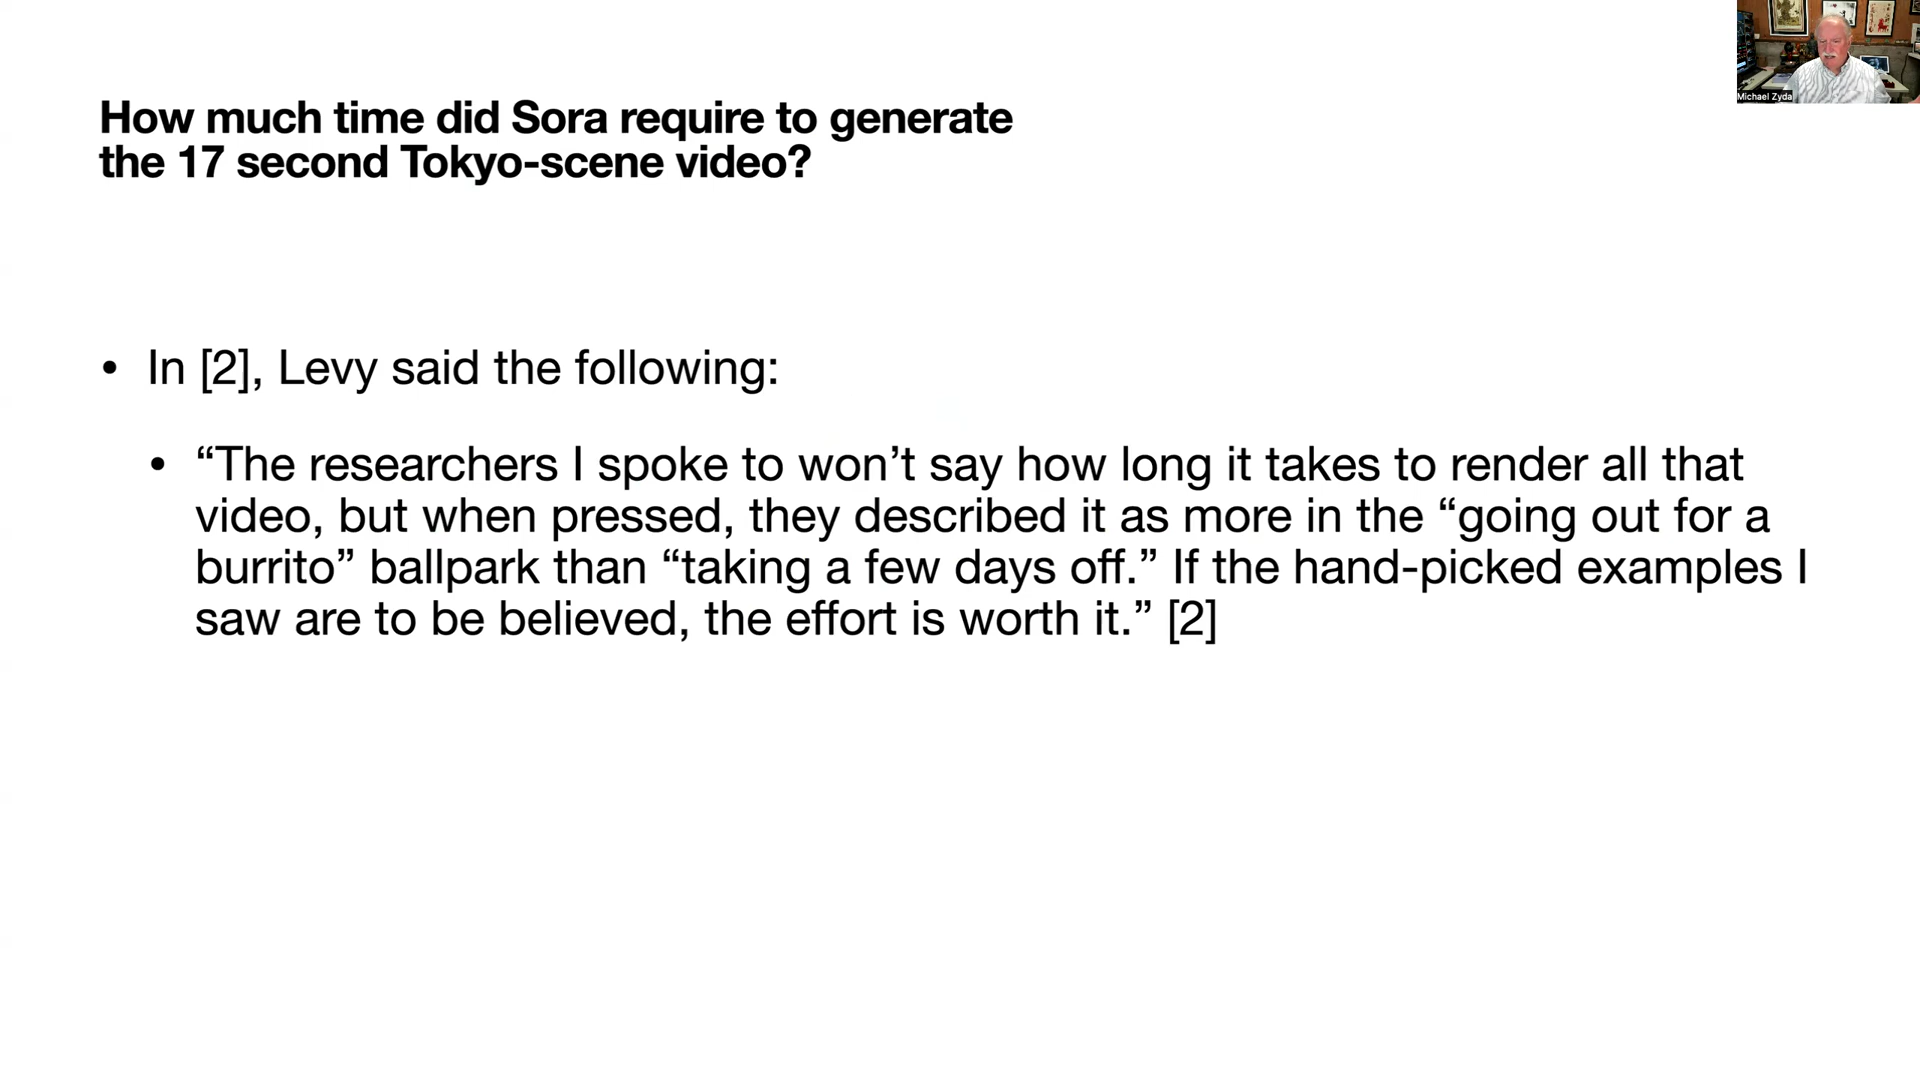 Michael Zyda
How much time did Sora require to generate
the 17 second Tokyo-scene video?
• In [2], Levy said the following:
• “The researchers I spoke to won’t say how long it takes to render all that
video, but when pressed, they described it as more in the “going out for a
burrito” ballpark than “taking a few days off.” If the hand-picked examples I
saw are to be believed, the effort is worth it.” [2]